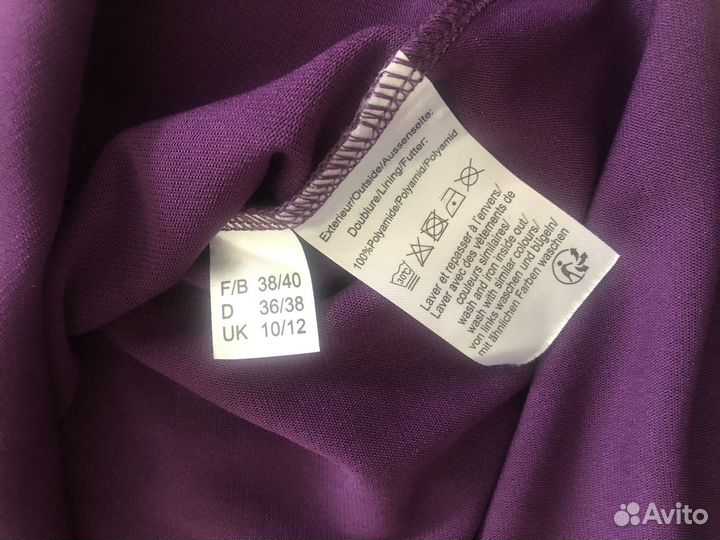 F/B 38/40
D 36/38
UK 10/12
Exterieur/Outside/Aussenseite:
Doublure/Lining/Futter:
100%Polyamide/Polyamid/Polyamid
30°C
Laver et repasser à l'envers/
Laver avec des vêtements de
couleurs similaires/
wash and iron inside out/
wash with similar colours/
von links waschen und bügeln/
mit ähnlichen Farben waschen
Avito